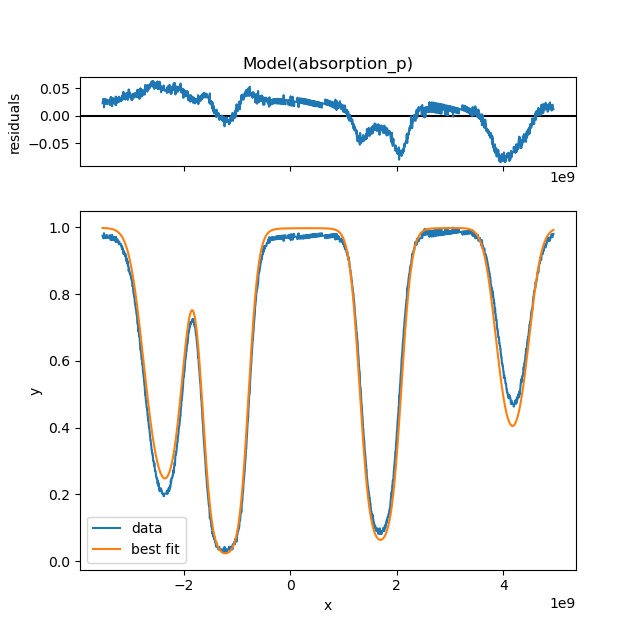 Model(absorption_p)
0.05
0.00
−0.05
residuals
1e9
1.0
0.8
0.6
0.4
0.2
0.0
y
data
best fit
−2
0
2
4
1e9
x